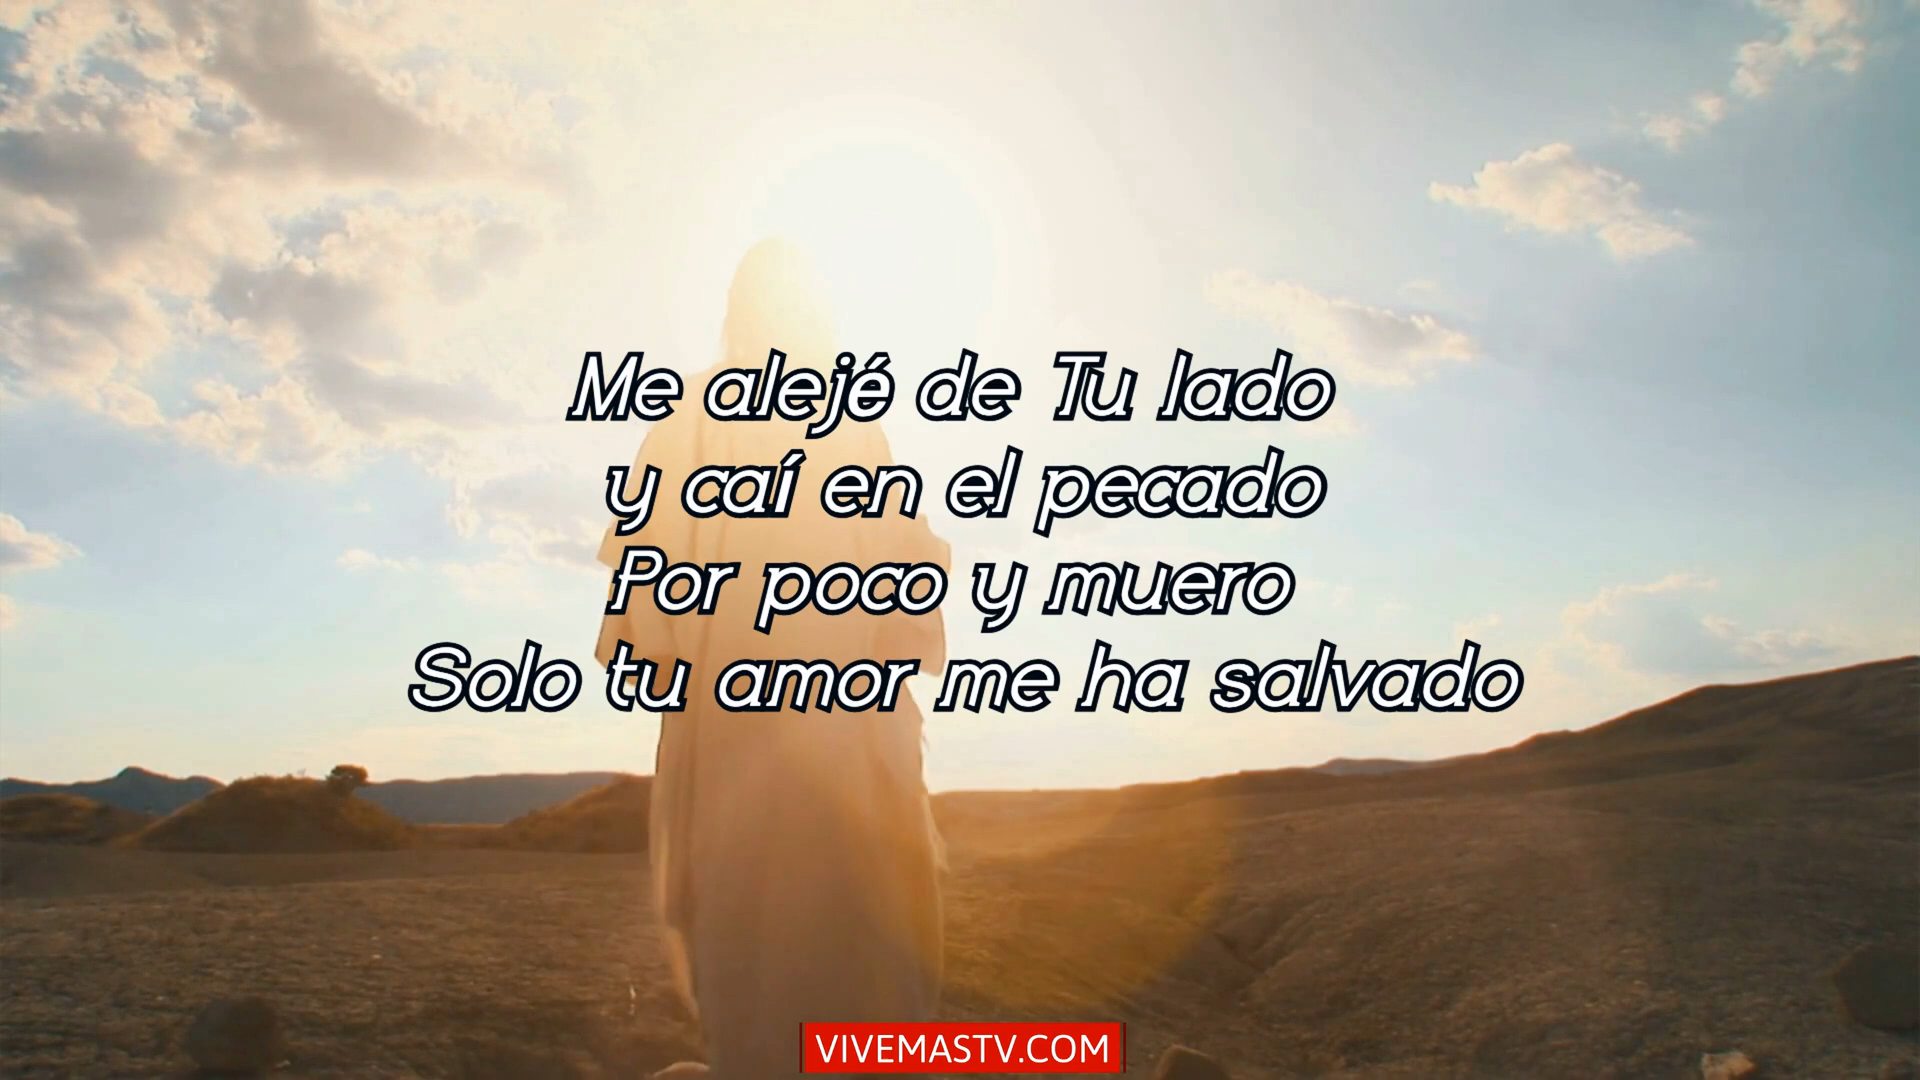 Me alejé de Tu lado
y caí en el pecado
Por poco y muero
Solo tu amor me ha salvado
VIVEMASTV.COM